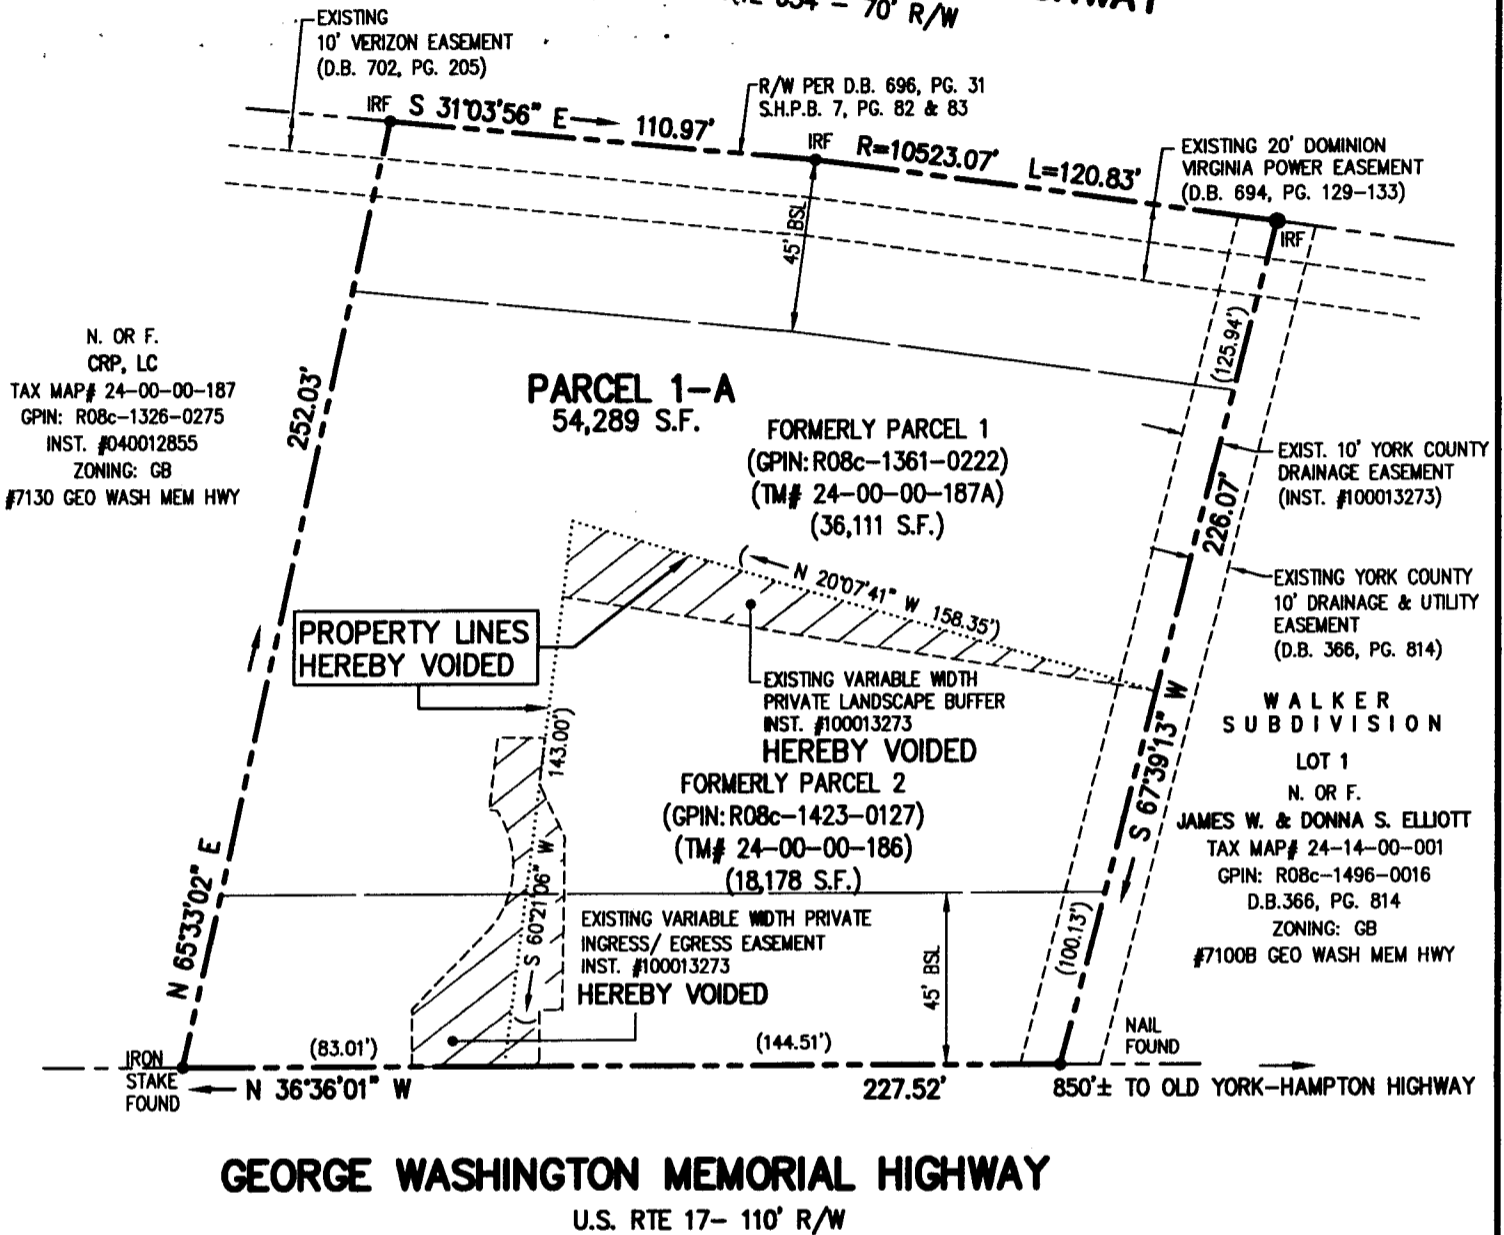 70' R/W
EXISTING
10' VERIZON EASEMENT
(D.B. 702, PG. 205)
R/W PER D.B. 696, PG. 31
S.H.P.B. 7, PG. 82 & 83
IRF
S 31°03'56" E
110.97'
IRF
R=10523.07'
L=120.83'
EXISTING 20' DOMINION
VIRGINIA POWER EASEMENT
(D.B. 694, PG. 129-133)
IRF
45' BSL
N. OR F.
CRP, LC
TAX MAP# 24-00-00-187
GPIN: R08c-1326-0275
INST. #040012855
ZONING: GB
#7130 GEO WASH MEM HWY
252.03'
PARCEL 1-A
54,289 S.F.
FORMERLY PARCEL 1
(GPIN: R08c-1361-0222)
(TM# 24-00-00-187A)
(36,111 S.F.)
(125.94')
EXIST. 10' YORK COUNTY
DRAINAGE EASEMENT
(INST. #100013273)
226.07'
(N 20°07'41" W 158.35')
EXISTING YORK COUNTY
10' DRAINAGE & UTILITY
EASEMENT
(D.B. 366, PG. 814)
PROPERTY LINES
HEREBY VOIDED
EXISTING VARIABLE WIDTH
PRIVATE LANDSCAPE BUFFER
INST. #100013273
HEREBY VOIDED
143.00')
S 67°39'13" W
WALKER
SUBDIVISION
LOT 1
N. OR F.
JAMES W. & DONNA S. ELLIOTT
TAX MAP# 24-14-00-001
GPIN: R08c-1496-0016
D.B.366, PG. 814
ZONING: GB
#7100B GEO WASH MEM HWY
FORMERLY PARCEL 2
(GPIN: R08c-1423-0127)
(TM# 24-00-00-186)
(18,178 S.F.)
N 65°33'02" E
(S 60°21'06" W
EXISTING VARIABLE WIDTH PRIVATE
INGRESS/ EGRESS EASEMENT
INST. #100013273
HEREBY VOIDED
45' BSL
(100.13')
NAIL
FOUND
IRON
STAKE
FOUND
(83.01')
(144.51')
N 36°36'01" W
227.52'
850'± TO OLD YORK-HAMPTON HIGHWAY
GEORGE WASHINGTON MEMORIAL HIGHWAY
U.S. RTE 17- 110' R/W